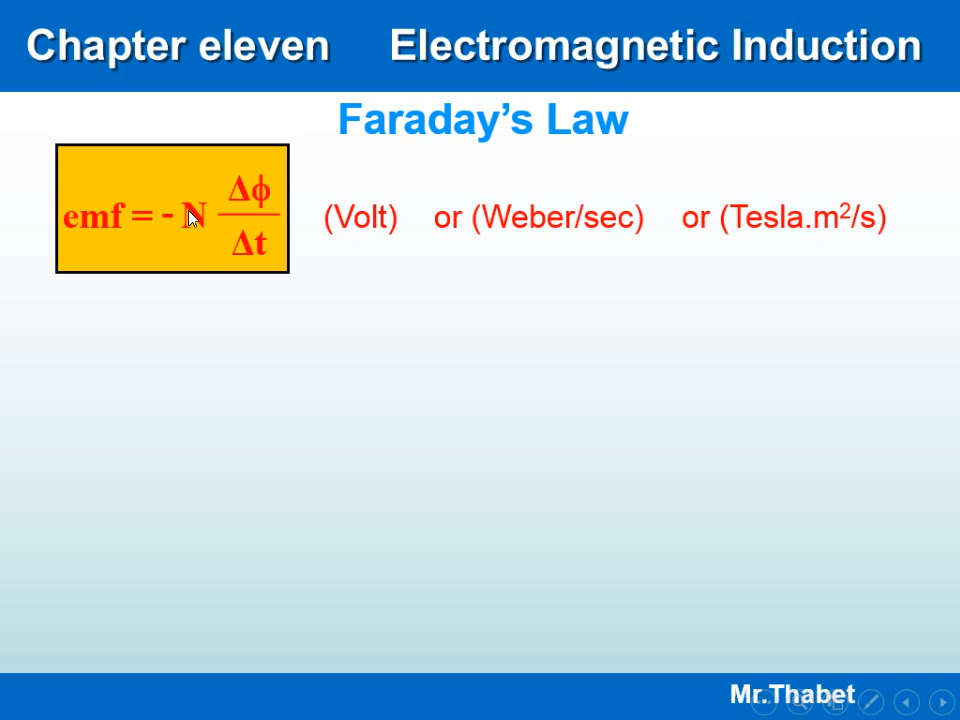 Chapter eleven Electromagnetic Induction
Faraday's Law
emf = - N Δϕ / Δt (Volt) or (Weber/sec) or (Tesla.m²/s)
Mr.Thabet